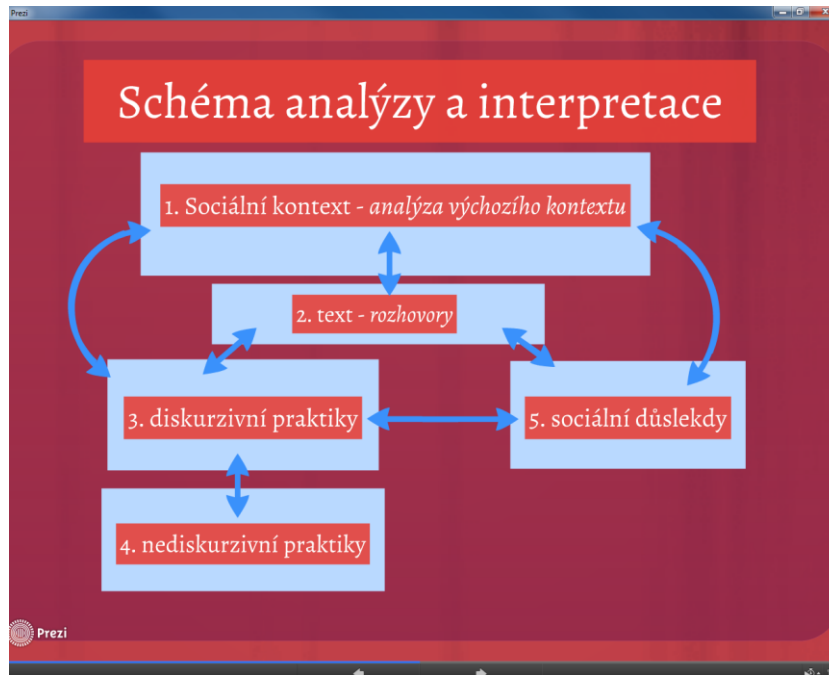 Prezi
Schéma analýzy a interpretace
1. Sociální kontext - analýza výchozího kontextu
2. text - rozhovory
3. diskurzivní praktiky
5. sociální důslekdy
4. nediskurzivní praktiky
Prezi